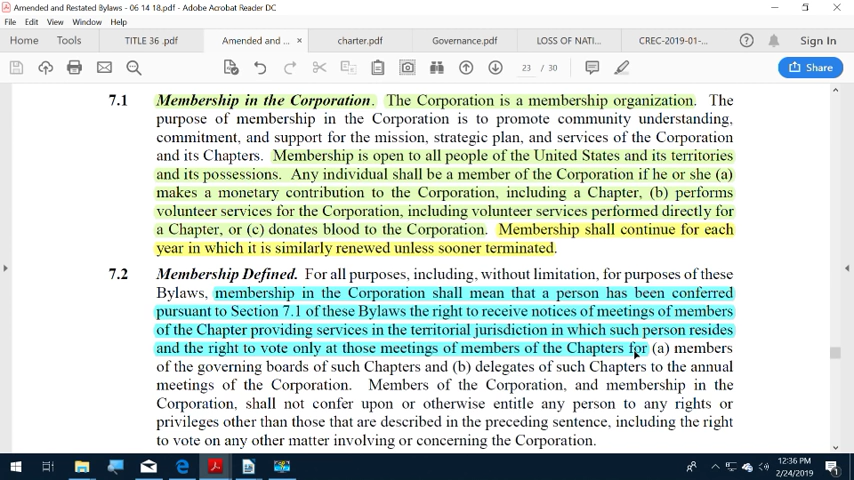 Amended and Restated Bylaws - 06 14 18.pdf - Adobe Acrobat Reader DC
File Edit View Window Help
Home Tools TITLE 36 .pdf Amended and ... × charter.pdf Governance.pdf LOSS OF NATI... CREC-2019-01-... Sign In
23 / 30 Share
7.1 Membership in the Corporation. The Corporation is a membership organization. The
purpose of membership in the Corporation is to promote community understanding,
commitment, and support for the mission, strategic plan, and services of the Corporation
and its Chapters. Membership is open to all people of the United States and its territories
and its possessions. Any individual shall be a member of the Corporation if he or she (a)
makes a monetary contribution to the Corporation, including a Chapter, (b) performs
volunteer services for the Corporation, including volunteer services performed directly for
a Chapter, or (c) donates blood to the Corporation. Membership shall continue for each
year in which it is similarly renewed unless sooner terminated.
7.2 Membership Defined. For all purposes, including, without limitation, for purposes of these
Bylaws, membership in the Corporation shall mean that a person has been conferred
pursuant to Section 7.1 of these Bylaws the right to receive notices of meetings of members
of the Chapter providing services in the territorial jurisdiction in which such person resides
and the right to vote only at those meetings of members of the Chapters for (a) members
of the governing boards of such Chapters and (b) delegates of such Chapters to the annual
meetings of the Corporation. Members of the Corporation, and membership in the
Corporation, shall not confer upon or otherwise entitle any person to any rights or
privileges other than those that are described in the preceding sentence, including the right
to vote on any other matter involving or concerning the Corporation.
12:36 PM
2/24/2019